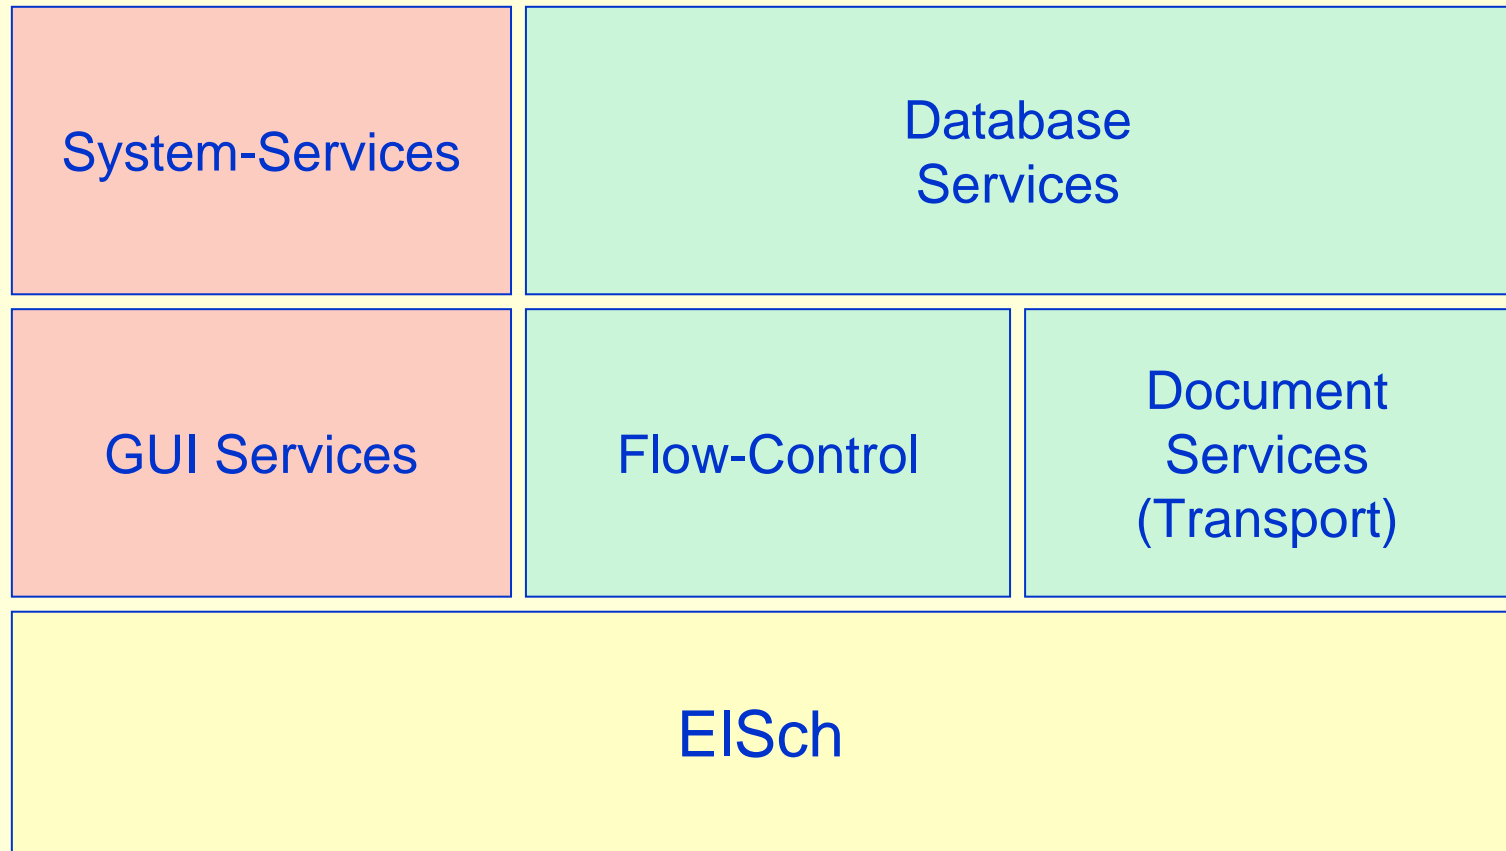 System-Services
Database
Services
GUI Services
Flow-Control
Document
Services
(Transport)
ElSch